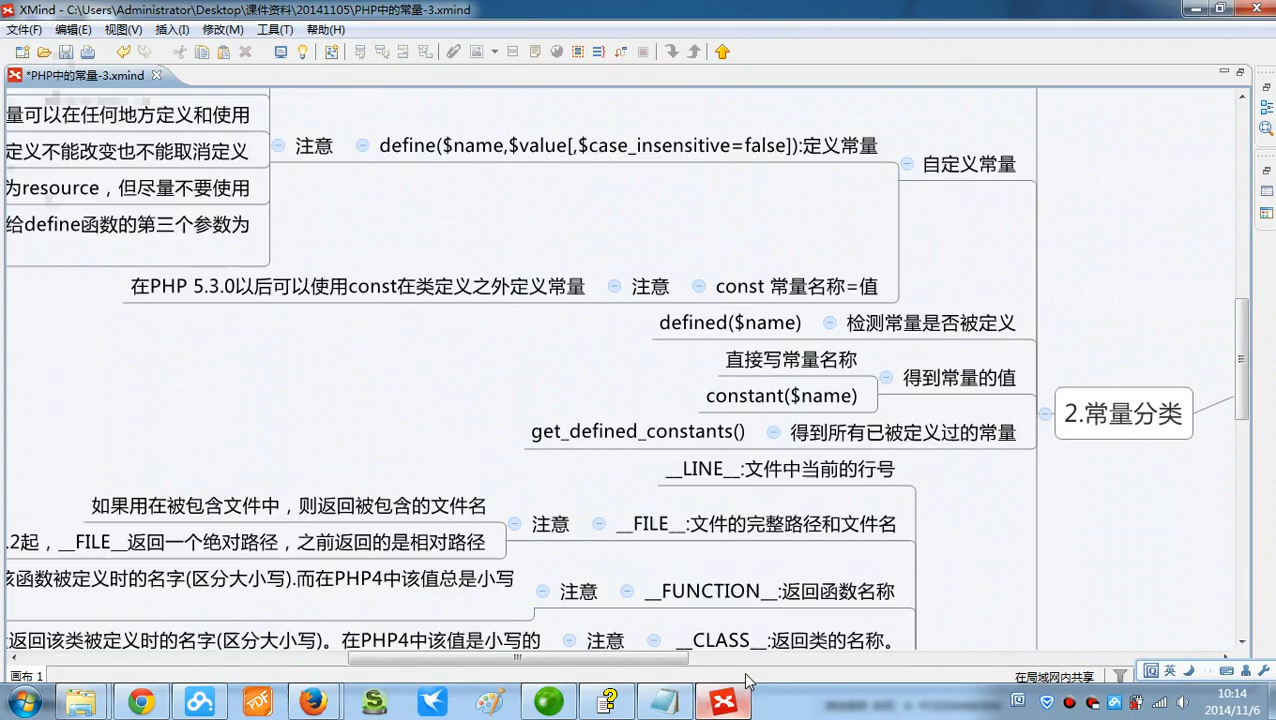 XMind - C:\Users\Administrator\Desktop\课件资料\20141105\PHP中的常量-3.xmind
文件(F) 编辑(E) 视图(V) 插入(I) 修改(M) 工具(T) 帮助(H)
*PHP中的常量-3.xmind
量可以在任何地方定义和使用
定义不能改变也不能取消定义
为resource，但尽量不要使用
给define函数的第三个参数为
注意
define($name,$value[,$case_insensitive=false]):定义常量
自定义常量
在PHP 5.3.0以后可以使用const在类定义之外定义常量
注意
const 常量名称=值
defined($name)
检测常量是否被定义
直接写常量名称
constant($name)
得到常量的值
get_defined_constants()
得到所有已被定义过的常量
2.常量分类
__LINE__:文件中当前的行号
如果用在被包含文件中，则返回被包含的文件名
.2起，__FILE__返回一个绝对路径，之前返回的是相对路径
注意
__FILE__:文件的完整路径和文件名
该函数被定义时的名字(区分大小写).而在PHP4中该值总是小写
注意
__FUNCTION__:返回函数名称
返回该类被定义时的名字(区分大小写)。在PHP4中该值是小写的
注意
__CLASS__:返回类的名称。
画布 1
在局域网内共享
英
10:14
2014/11/6